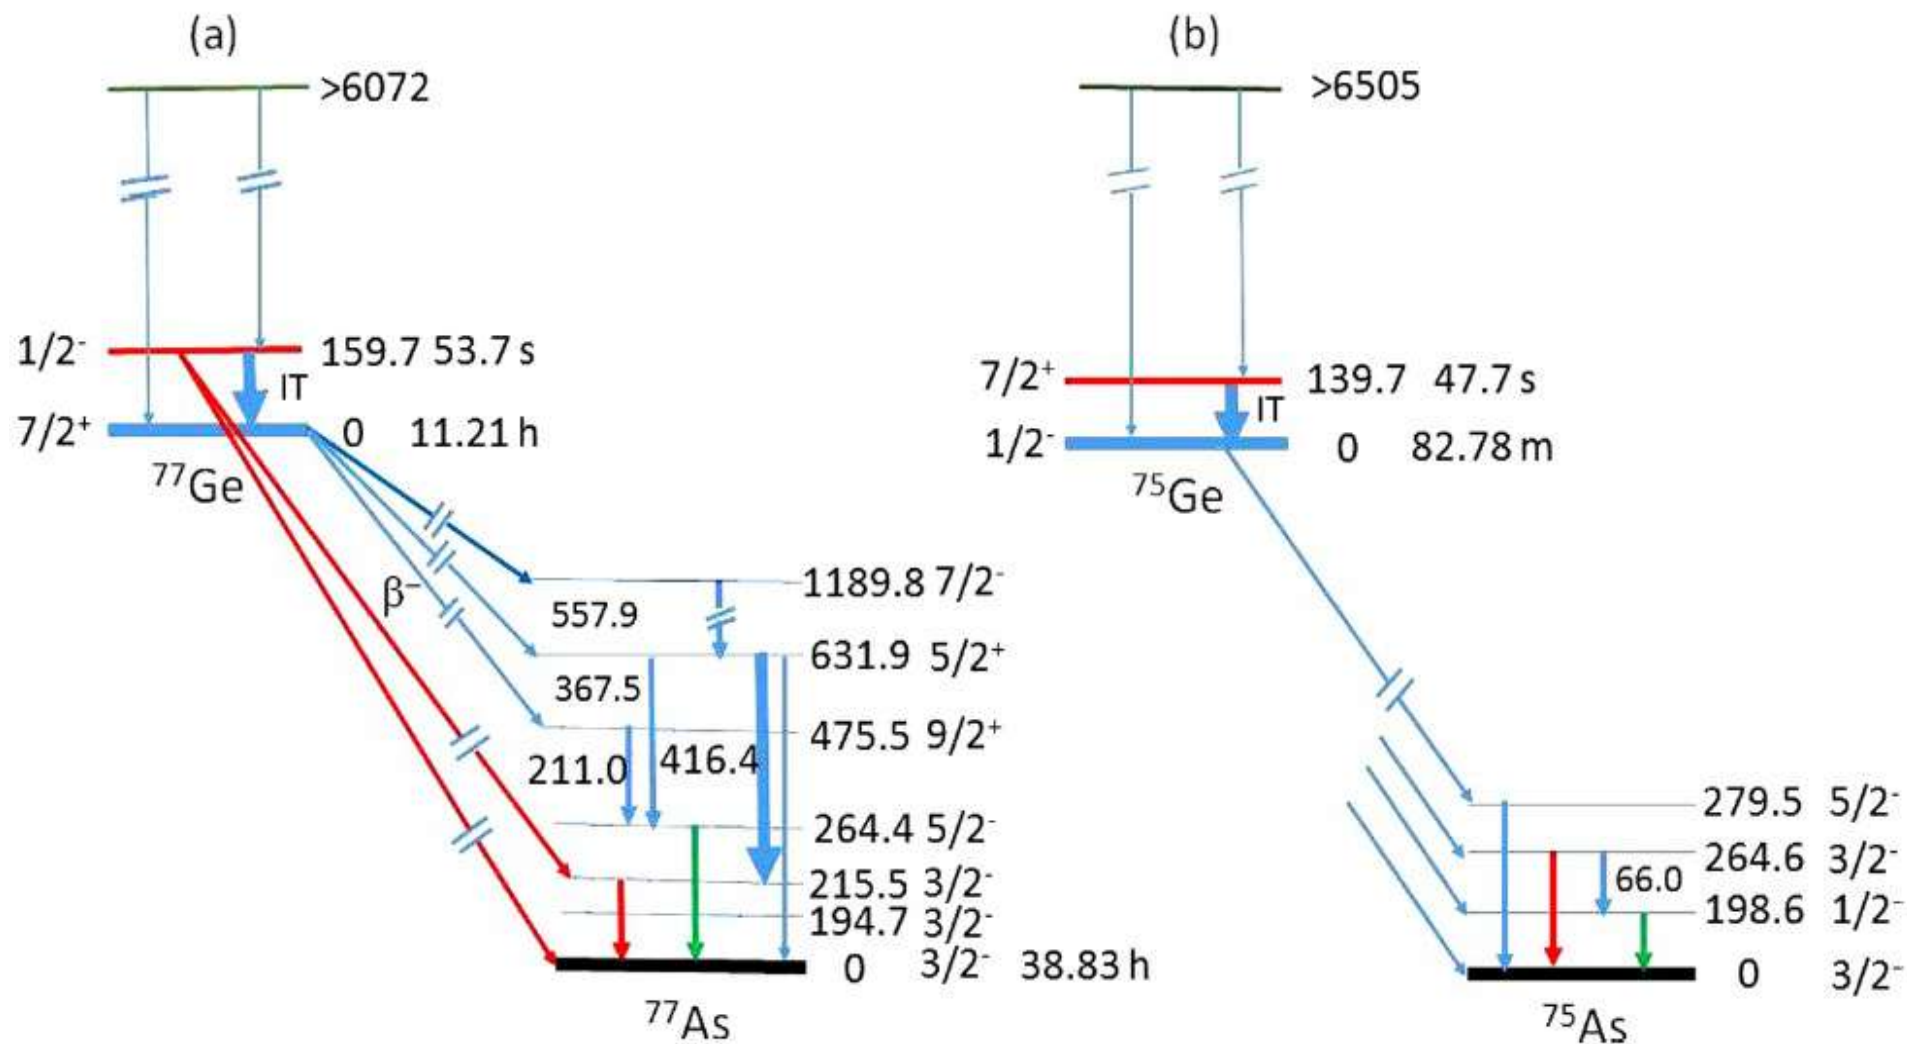 (a)
>6072
1/2⁻ 159.7 53.7 s
IT
7/2⁺ 0 11.21 h
⁷⁷Ge
β⁻
1189.8 7/2⁻
557.9
631.9 5/2⁺
367.5
475.5 9/2⁺
211.0 416.4
264.4 5/2⁻
215.5 3/2⁻
194.7 3/2⁻
0 3/2⁻ 38.83 h
⁷⁷As
(b)
>6505
7/2⁺ 139.7 47.7 s
IT
1/2⁻ 0 82.78 m
⁷⁵Ge
279.5 5/2⁻
264.6 3/2⁻
66.0
198.6 1/2⁻
0 3/2⁻
⁷⁵As